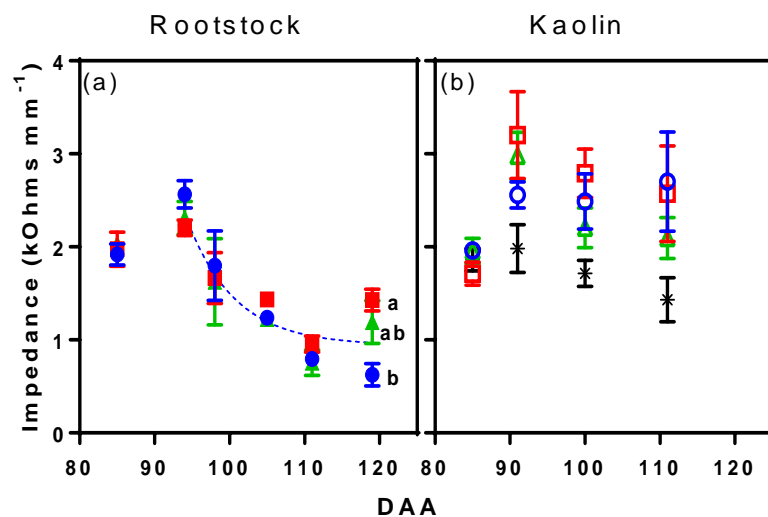 Rootstock Kaolin
4
(a) (b)
3
2
1
0
a
ab
b
80 90 100 110 120 80 90 100 110 120
DAA
Impedance (kOhms mm⁻¹)